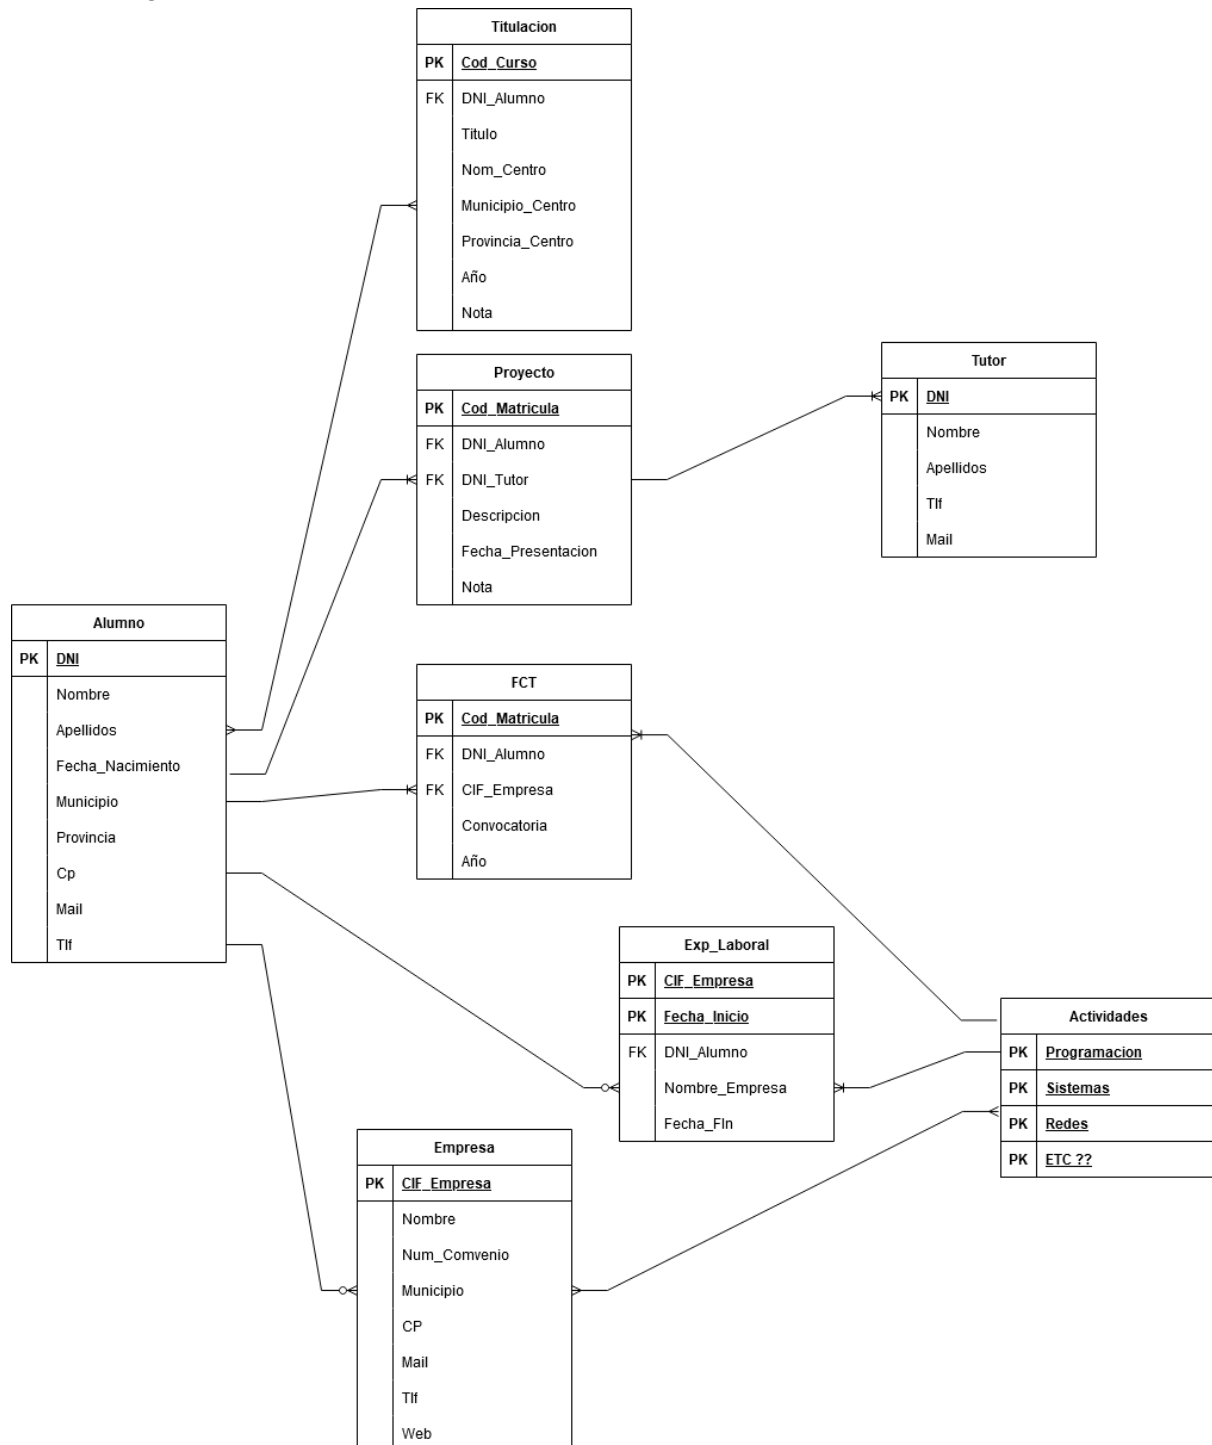 Titulacion
PK Cod_Curso
FK DNI_Alumno
Titulo
Nom_Centro
Municipio_Centro
Provincia_Centro
Año
Nota
Proyecto
PK Cod_Matricula
FK DNI_Alumno
FK DNI_Tutor
Descripcion
Fecha_Presentacion
Nota
Tutor
PK DNI
Nombre
Apellidos
Tlf
Mail
Alumno
PK DNI
Nombre
Apellidos
Fecha_Nacimiento
Municipio
Provincia
Cp
Mail
Tlf
FCT
PK Cod_Matricula
FK DNI_Alumno
FK CIF_Empresa
Convocatoria
Año
Exp_Laboral
PK CIF_Empresa
PK Fecha_Inicio
FK DNI_Alumno
Nombre_Empresa
Fecha_FIn
Actividades
PK Programacion
PK Sistemas
PK Redes
PK ETC ??
Empresa
PK CIF_Empresa
Nombre
Num_Comvenio
Municipio
CP
Mail
Tlf
Web